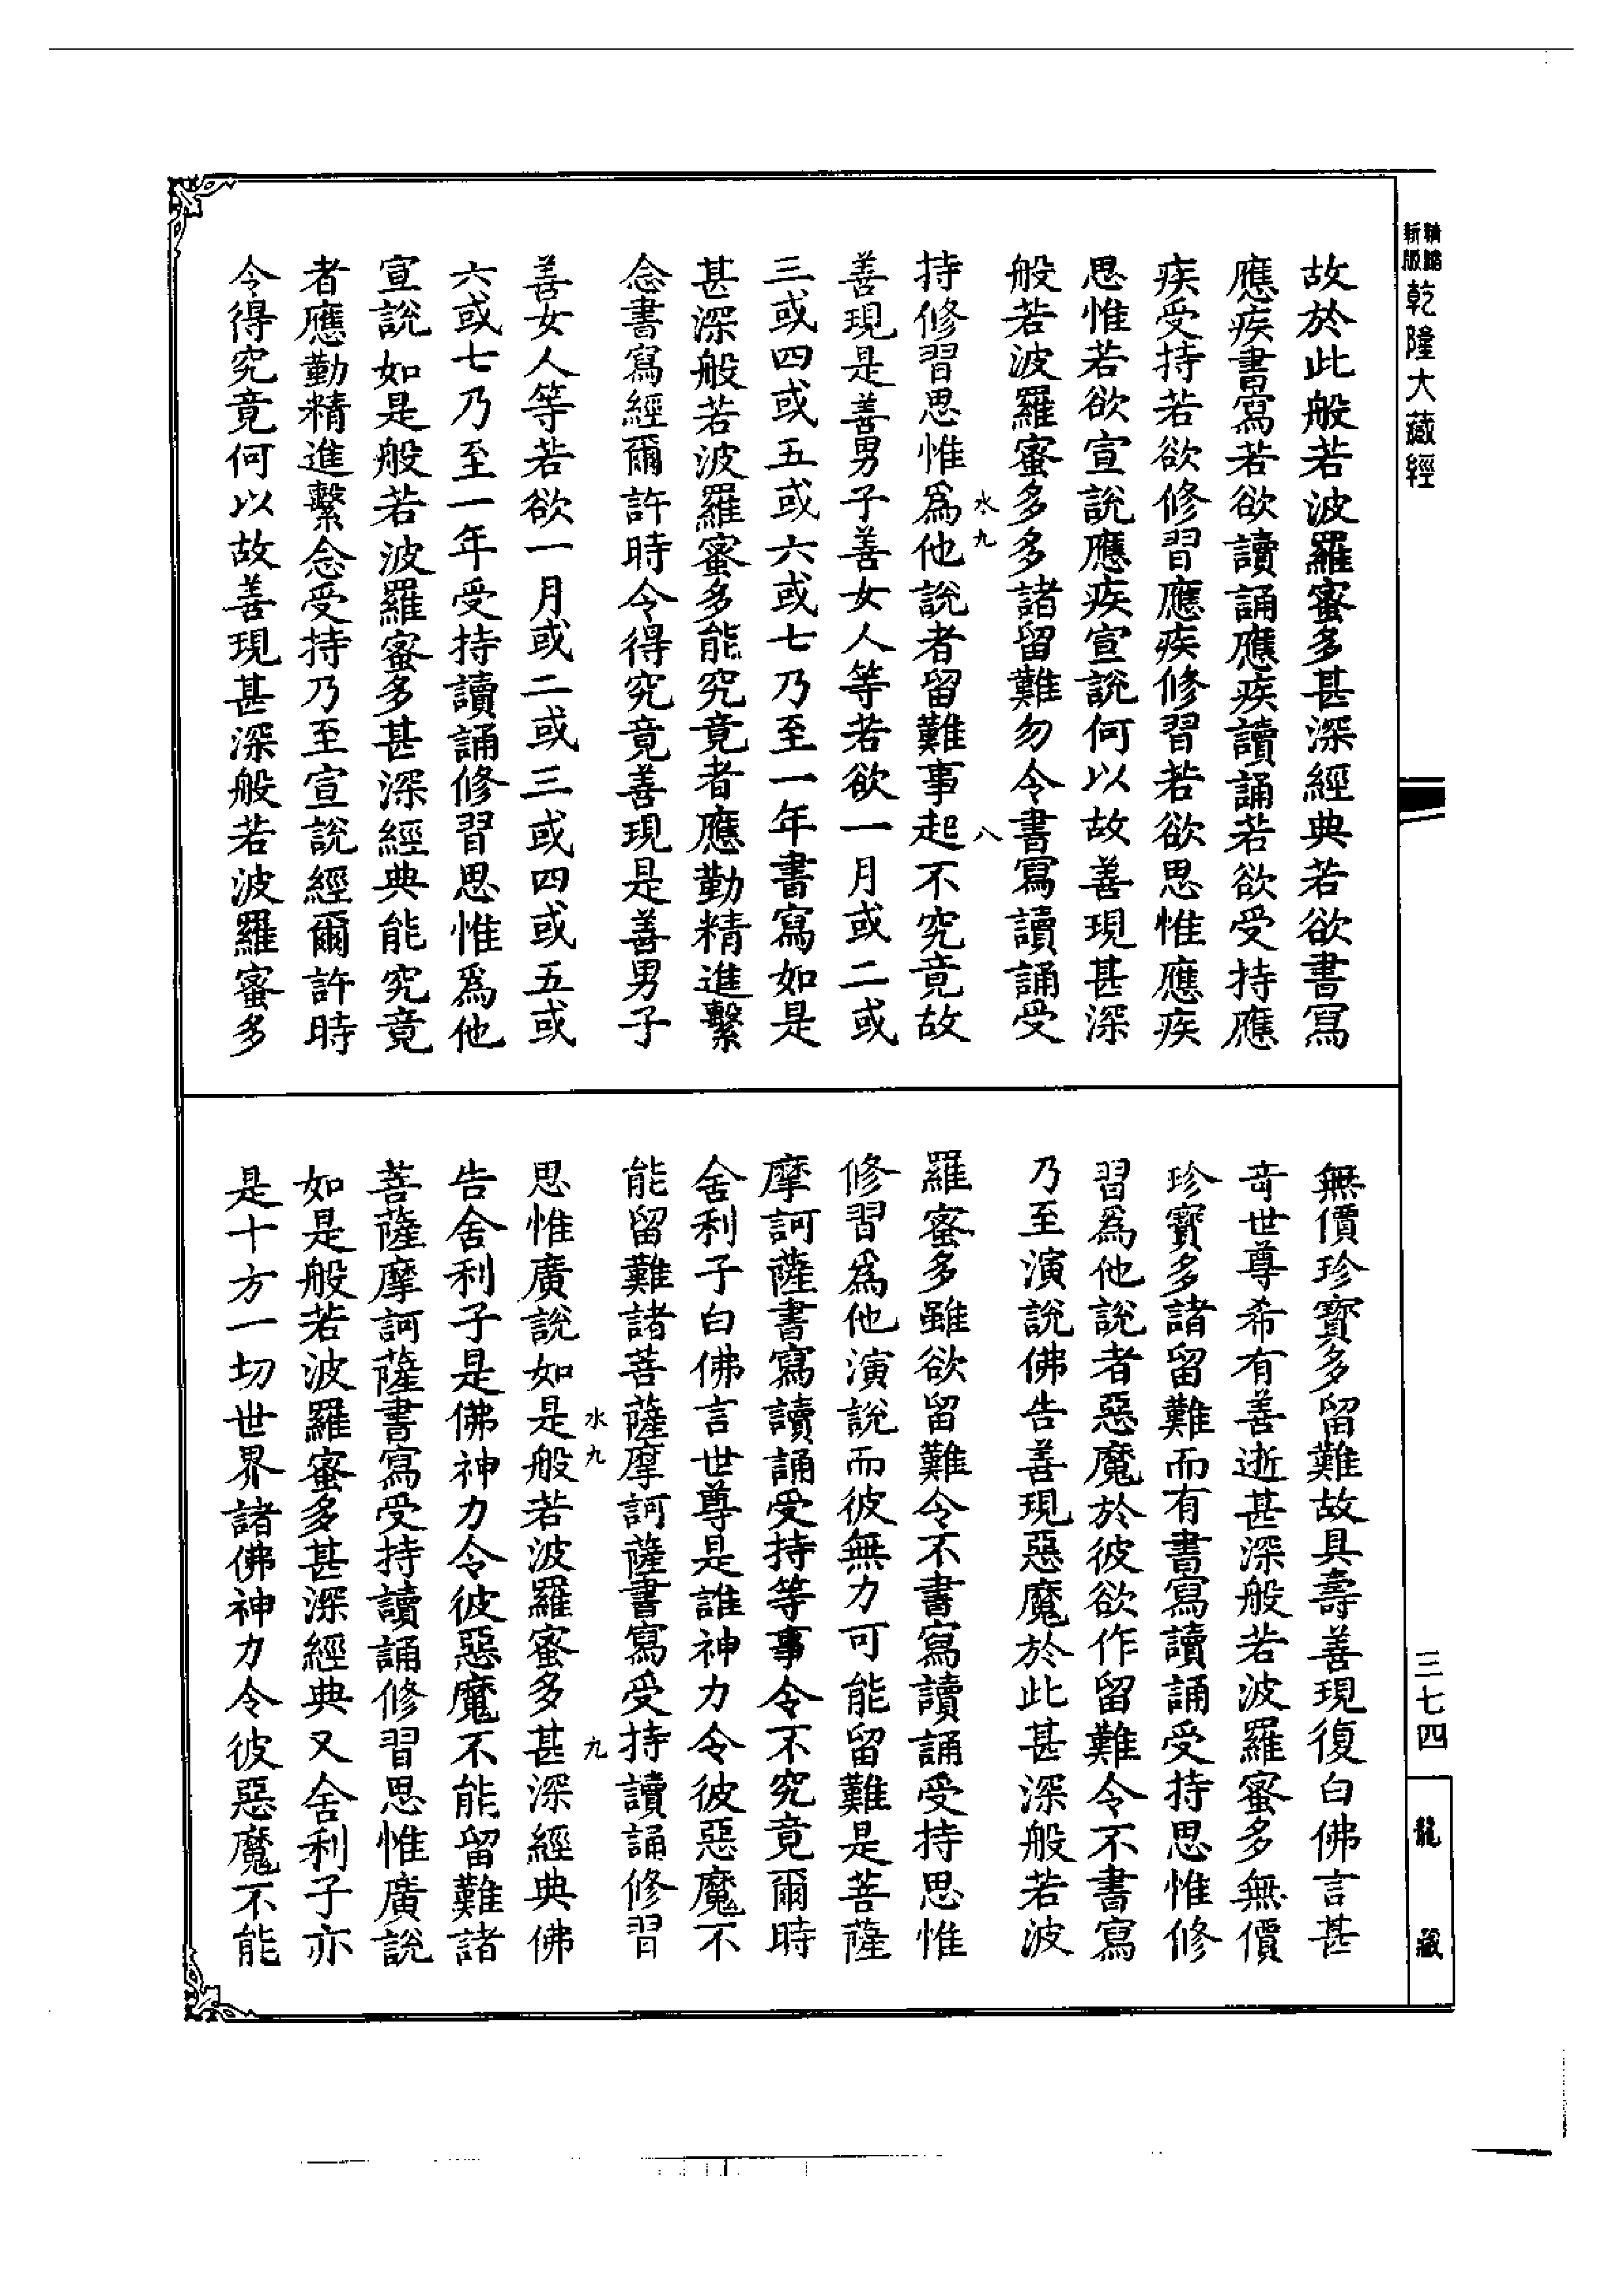 新版精縮乾隆大藏經
三七四
龍藏
故於此般若波羅蜜多甚深經典若欲書寫
應疾書寫若欲讀誦應疾讀誦若欲受持應
疾受持若欲修習應疾修習若欲思惟應疾
思惟若欲宣說應疾宣說何以故善現甚深
般若波羅蜜多多諸留難勿令書寫讀誦受
水九
八
持修習思惟爲他說者留難事起不究竟故
善現是善男子善女人等若欲一月或二或
三或四或五或六或七乃至一年書寫如是
甚深般若波羅蜜多能究竟者應勤精進繫
念書寫經爾許時令得究竟善現是善男子
善女人等若欲一月或二或三或四或五或
六或七乃至一年受持讀誦修習思惟爲他
宣說如是般若波羅蜜多甚深經典能究竟
者應勤精進繫念受持乃至宣說經爾許時
令得究竟何以故善現甚深般若波羅蜜多
無價珍寶多留難故具壽善現復白佛言甚
奇世尊希有善逝甚深般若波羅蜜多無價
珍寶多諸留難而有書寫讀誦受持思惟修
習爲他說者惡魔於彼欲作留難令不書寫
乃至演說佛告善現惡魔於此甚深般若波
羅蜜多雖欲留難令不書寫讀誦受持思惟
修習爲他演說而彼無力可能留難是菩薩
摩訶薩書寫讀誦受持等事令不究竟爾時
舍利子白佛言世尊是誰神力令彼惡魔不
能留難諸菩薩摩訶薩書寫受持讀誦修習
水九
九
思惟廣說如是般若波羅蜜多甚深經典佛
告舍利子是佛神力令彼惡魔不能留難諸
菩薩摩訶薩書寫受持讀誦修習思惟廣說
如是般若波羅蜜多甚深經典又舍利子亦
是十方一切世界諸佛神力令彼惡魔不能